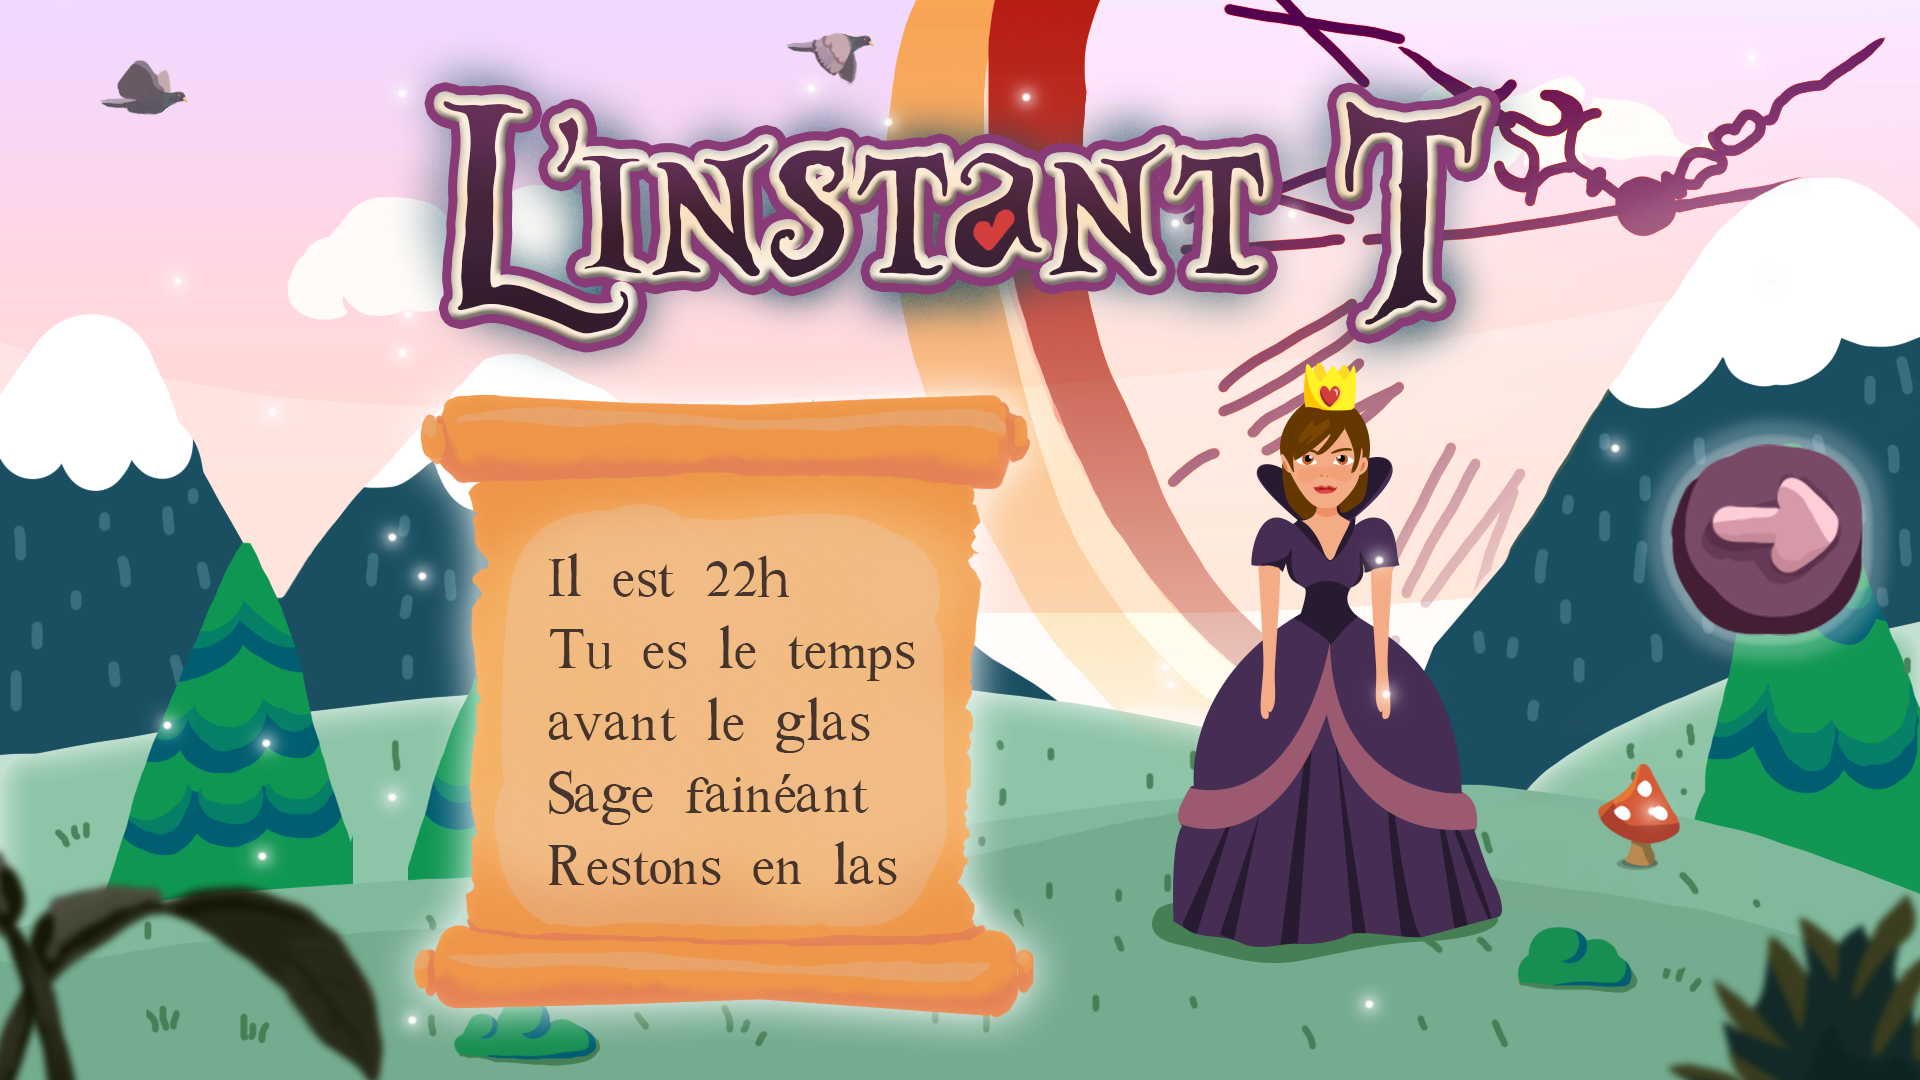 L'INSTANT T
Il est 22h
Tu es le temps
avant le glas
Sage fainéant
Restons en las